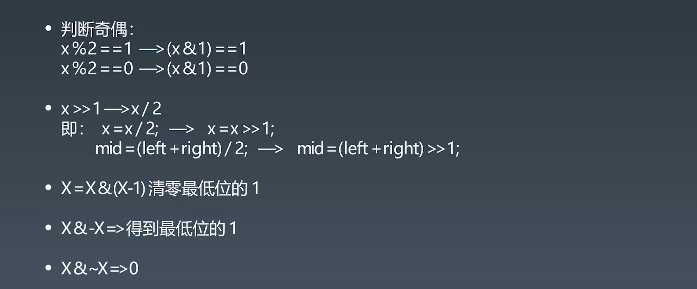 • 判断奇偶：
x%2==1 —>(x&1)==1
x%2==0 —>(x&1)==0
• x>>1—>x/2
即： x=x/2; —> x=x>>1;
mid=(left+right)/2; —> mid=(left+right)>>1;
• X=X&(X-1)清零最低位的1
• X&-X=>得到最低位的1
• X&~X=>0